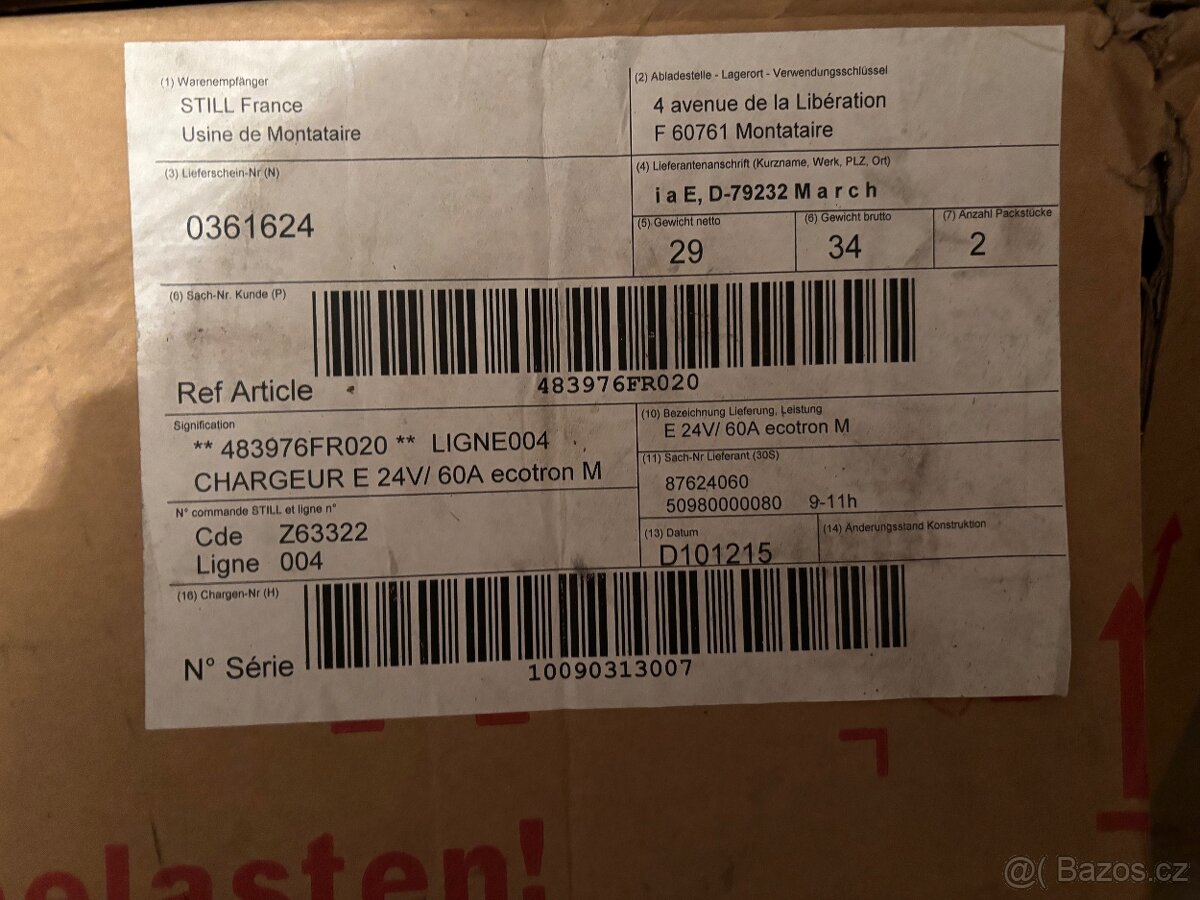 (1) Warenempfänger
STILL France
Usine de Montataire
(2) Abladestelle - Lagerort - Verwendungsschlüssel
4 avenue de la Libération
F 60761 Montataire
(3) Lieferschein-Nr (N)
0361624
(4) Lieferantenanschrift (Kurzname, Werk, PLZ, Ort)
i a E, D-79232 M a r c h
(5) Gewicht netto
29
(6) Gewicht brutto
34
(7) Anzahl Packstücke
2
(6) Sach-Nr. Kunde (P)
Ref Article
483976FR020
Signification
** 483976FR020 ** LIGNE004
CHARGEUR E 24V/ 60A ecotron M
(10) Bezeichnung Lieferung, Leistung
E 24V/ 60A ecotron M
(11) Sach-Nr Lieferant (30S)
87624060
50980000080 9-11h
N° commande STILL et ligne n°
Cde Z63322
Ligne 004
(13) Datum
D101215
(14) Änderungsstand Konstruktion
(16) Chargen-Nr (H)
N° Série
10090313007
elasten!
@( Bazos.cz